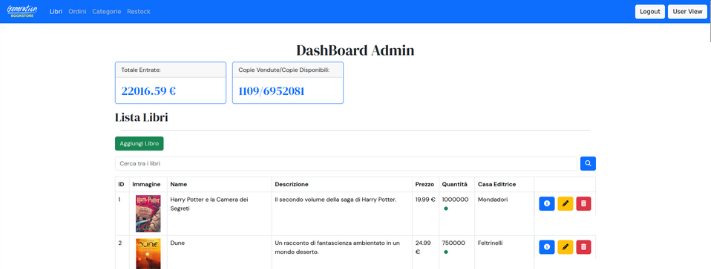 Generation
BOOKSTORE
Libri Ordini Categorie Restock
Logout User View
DashBoard Admin
Totale Entrate:
22016.59 €
Copie Vendute/Copie Disponibili:
1109/6952081
Lista Libri
Aggiungi Libro
Cerca tra i libri
ID Immagine Name Descrizione Prezzo Quantità Casa Editrice
1 Harry Potter e la Camera dei Il secondo volume della saga di Harry Potter. 19.99 € 1000000 Mondadori
Segreti
2 Dune Un racconto di fantascienza ambientato in un 24.99 750000 Feltrinelli
mondo deserto. €